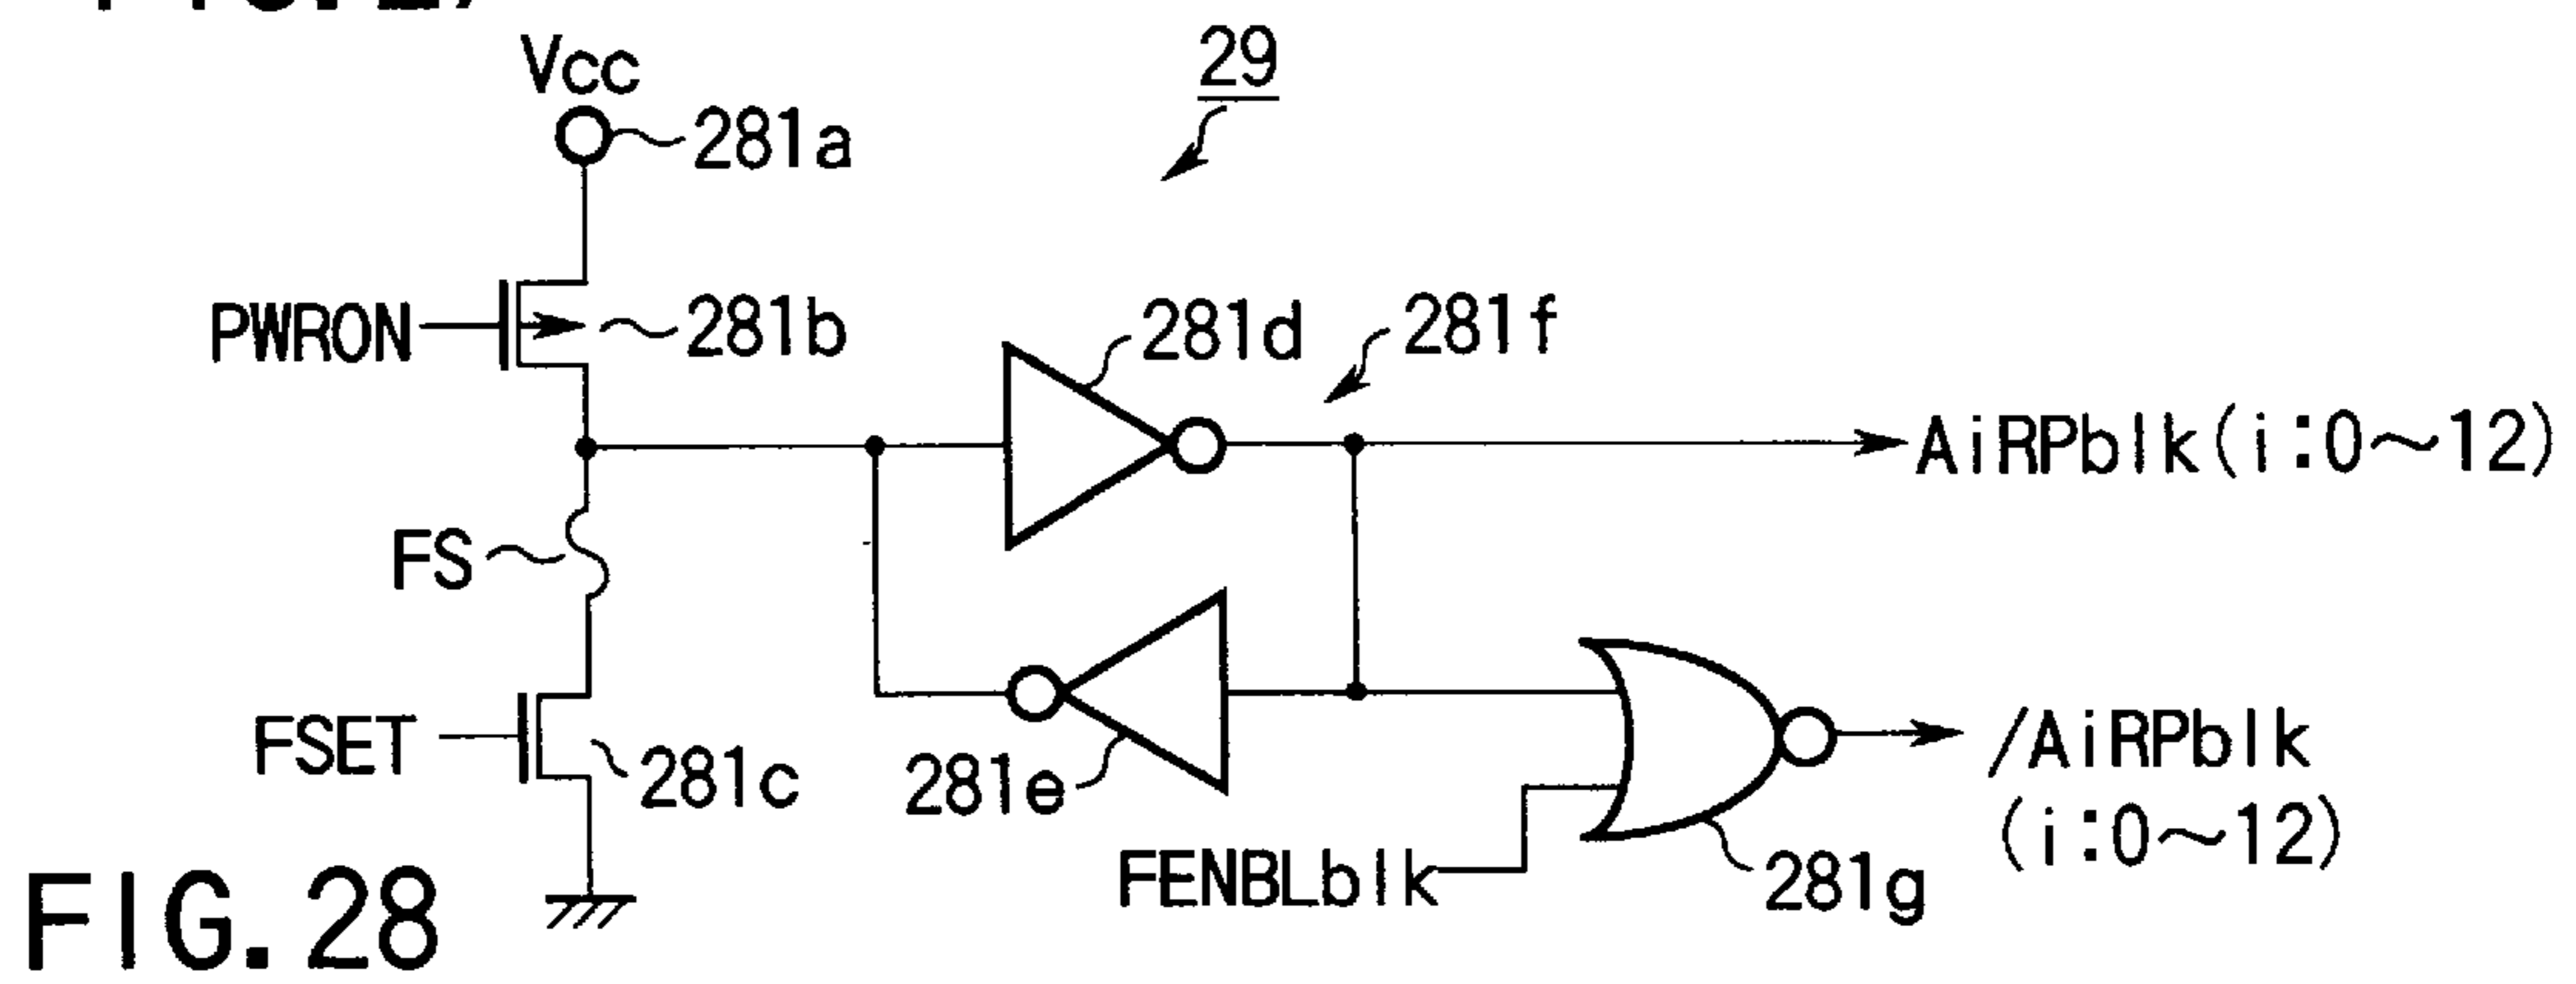 Vcc
29
281a
PWRON
281b
281d
281f
AiRPblk(i:0~12)
FS
FSET
281c
281e
/AiRPblk
(i:0~12)
FENBLblk
281g
FIG.28